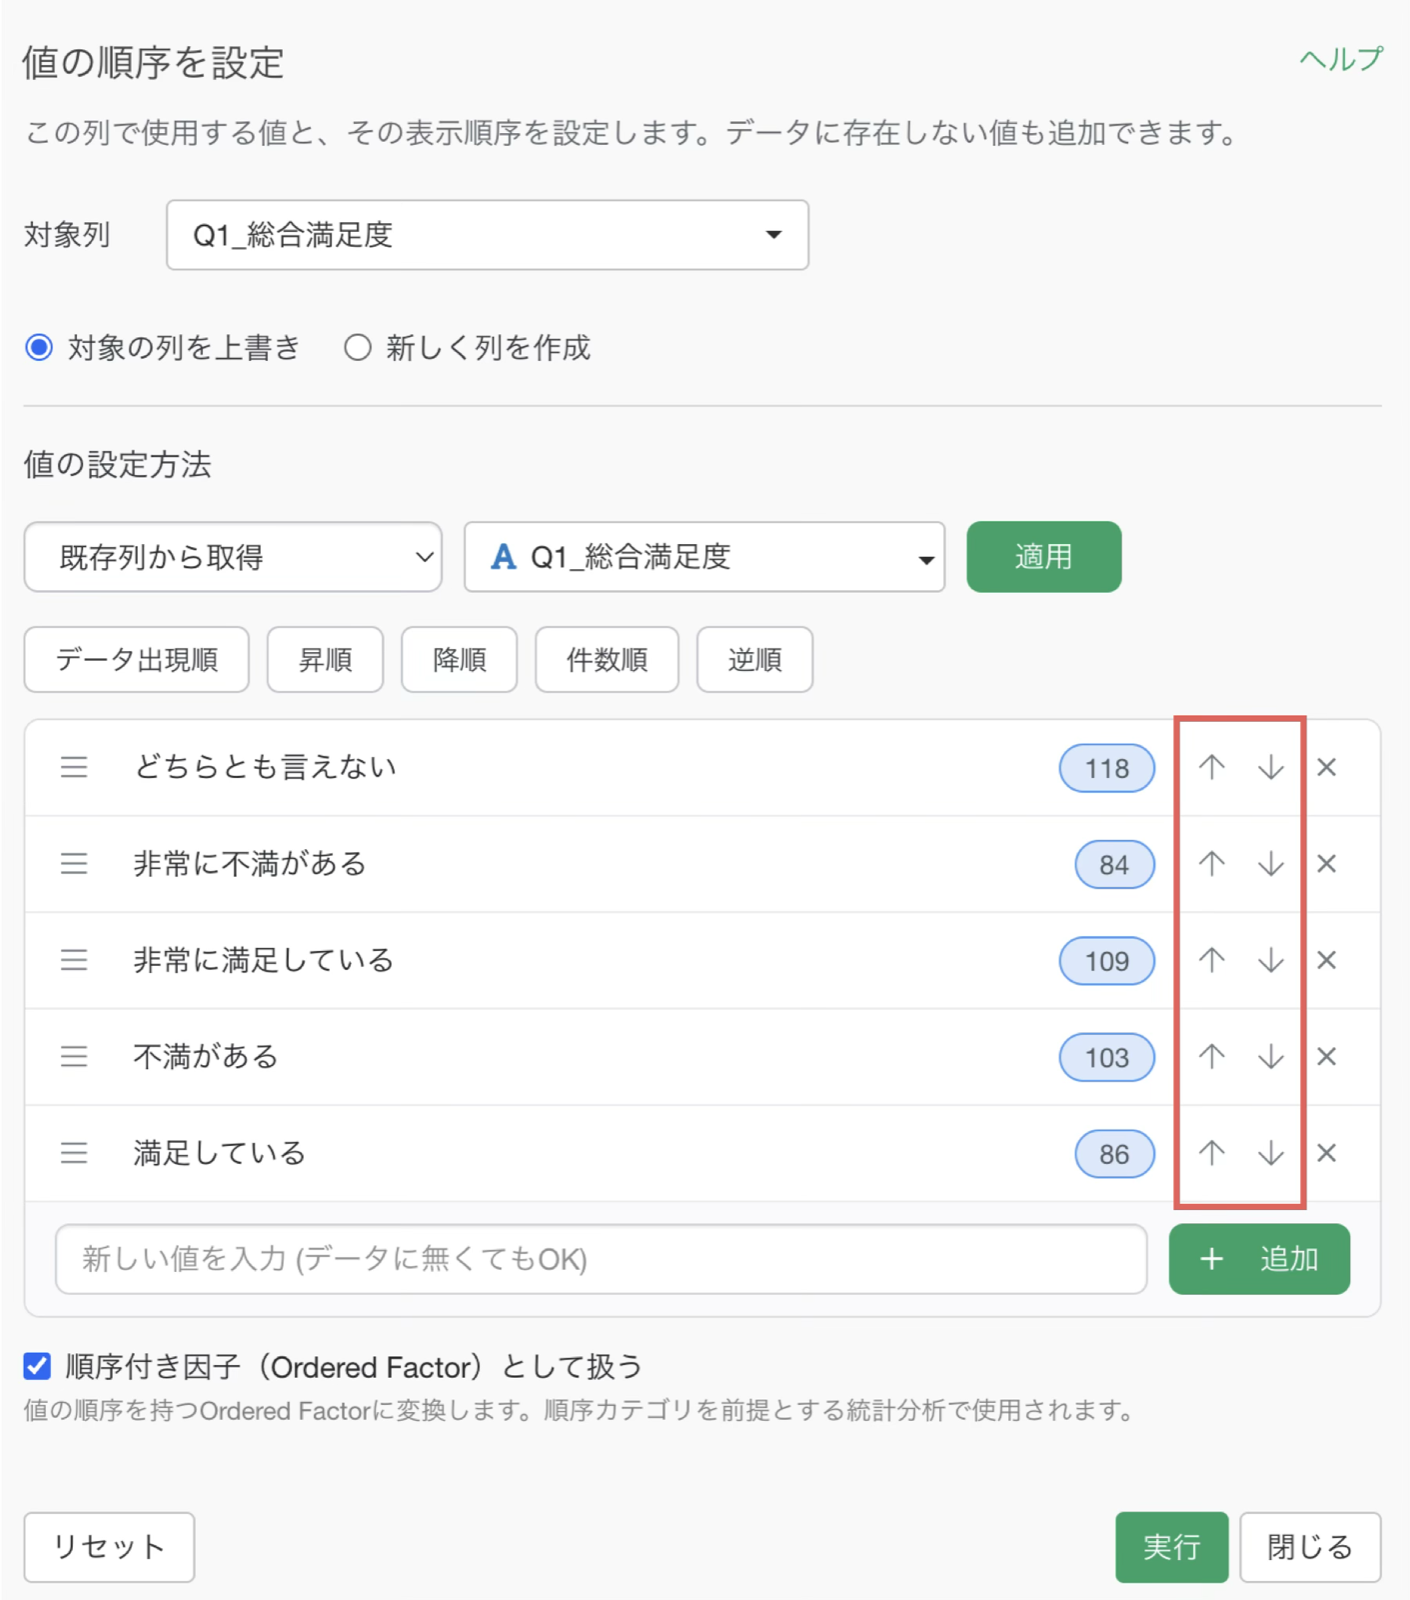 値の順序を設定
ヘルプ
この列で使用する値と、その表示順序を設定します。データに存在しない値も追加できます。
対象列 Q1_総合満足度
対象の列を上書き 新しく列を作成
値の設定方法
既存列から取得 A Q1_総合満足度 適用
データ出現順 昇順 降順 件数順 逆順
どちらとも言えない 118
非常に不満がある 84
非常に満足している 109
不満がある 103
満足している 86
新しい値を入力 (データに無くてもOK) + 追加
順序付き因子（Ordered Factor）として扱う
値の順序を持つOrdered Factorに変換します。順序カテゴリを前提とする統計分析で使用されます。
リセット 実行 閉じる